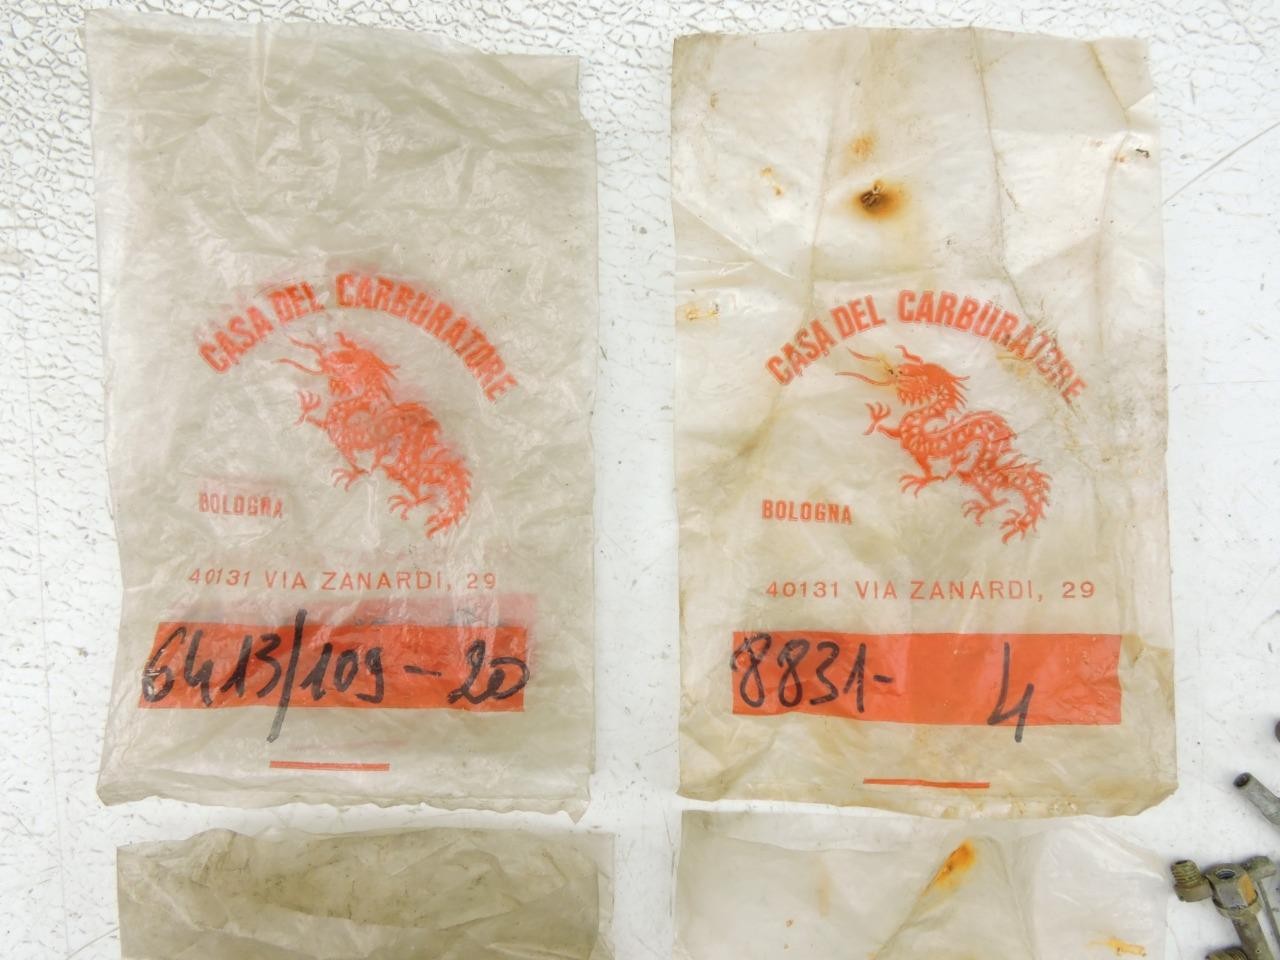 CASA DEL CARBURATORE
BOLOGNA
40131 VIA ZANARDI, 29
6413/109-20
CASA DEL CARBURATORE
BOLOGNA
40131 VIA ZANARDI, 29
8831- 4